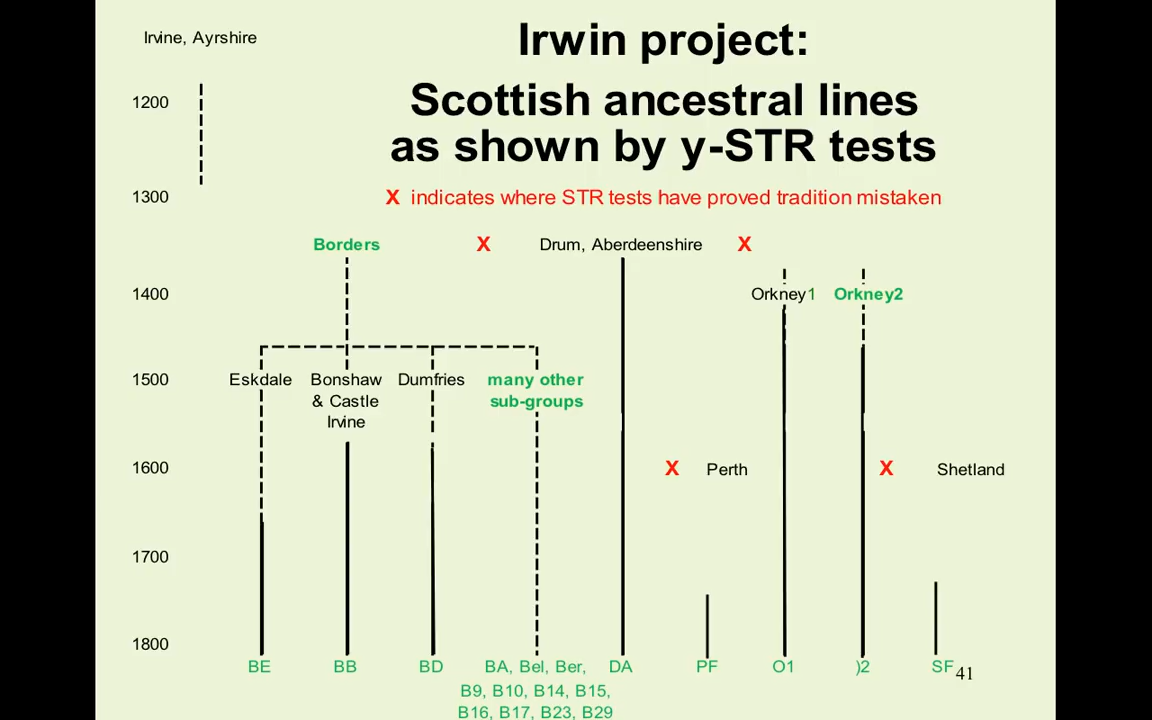 Irvine, Ayrshire
Irwin project:
Scottish ancestral lines
as shown by y-STR tests
1200
1300
X indicates where STR tests have proved tradition mistaken
Borders X Drum, Aberdeenshire X
1400 Orkney1 Orkney2
1500 Eskdale Bonshaw Dumfries many other
& Castle sub-groups
Irvine
1600 X Perth X Shetland
1700
1800
BE BB BD BA, Bel, Ber, DA PF O1 )2 SF 41
B9, B10, B14, B15,
B16, B17, B23, B29